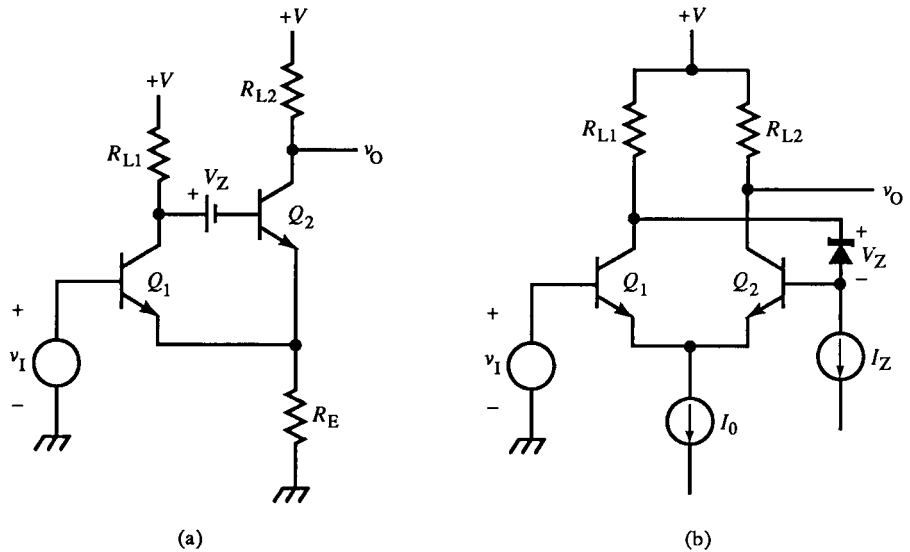 +V
R_L2
+V
R_L1
v_O
+ V_Z
Q_2
Q_1
+
v_I
−
R_E
(a)
+V
R_L1
R_L2
v_O
+
V_Z
−
Q_1
Q_2
+
v_I
−
I_Z
I_0
(b)